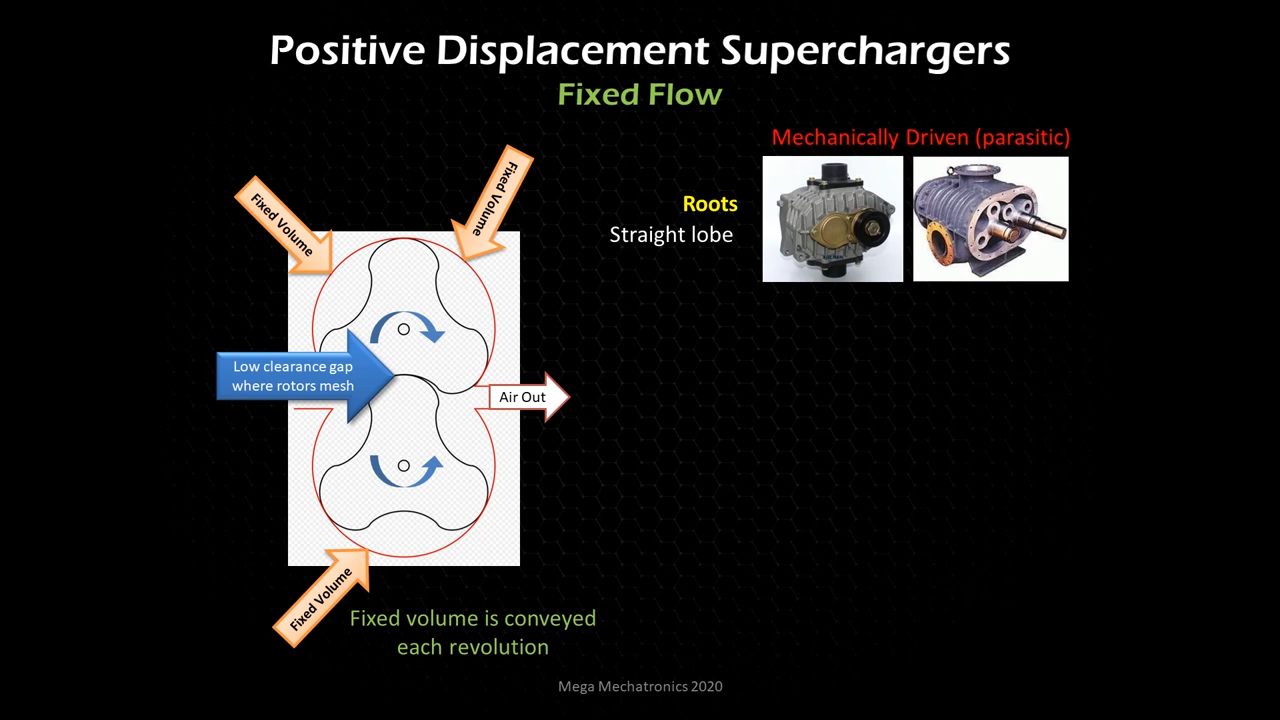 Positive Displacement Superchargers
Fixed Flow
Mechanically Driven (parasitic)
Fixed Volume
Fixed Volume
Roots
Straight lobe
Low clearance gap
where rotors mesh
Air Out
Fixed Volume
Fixed volume is conveyed
each revolution
Mega Mechatronics 2020